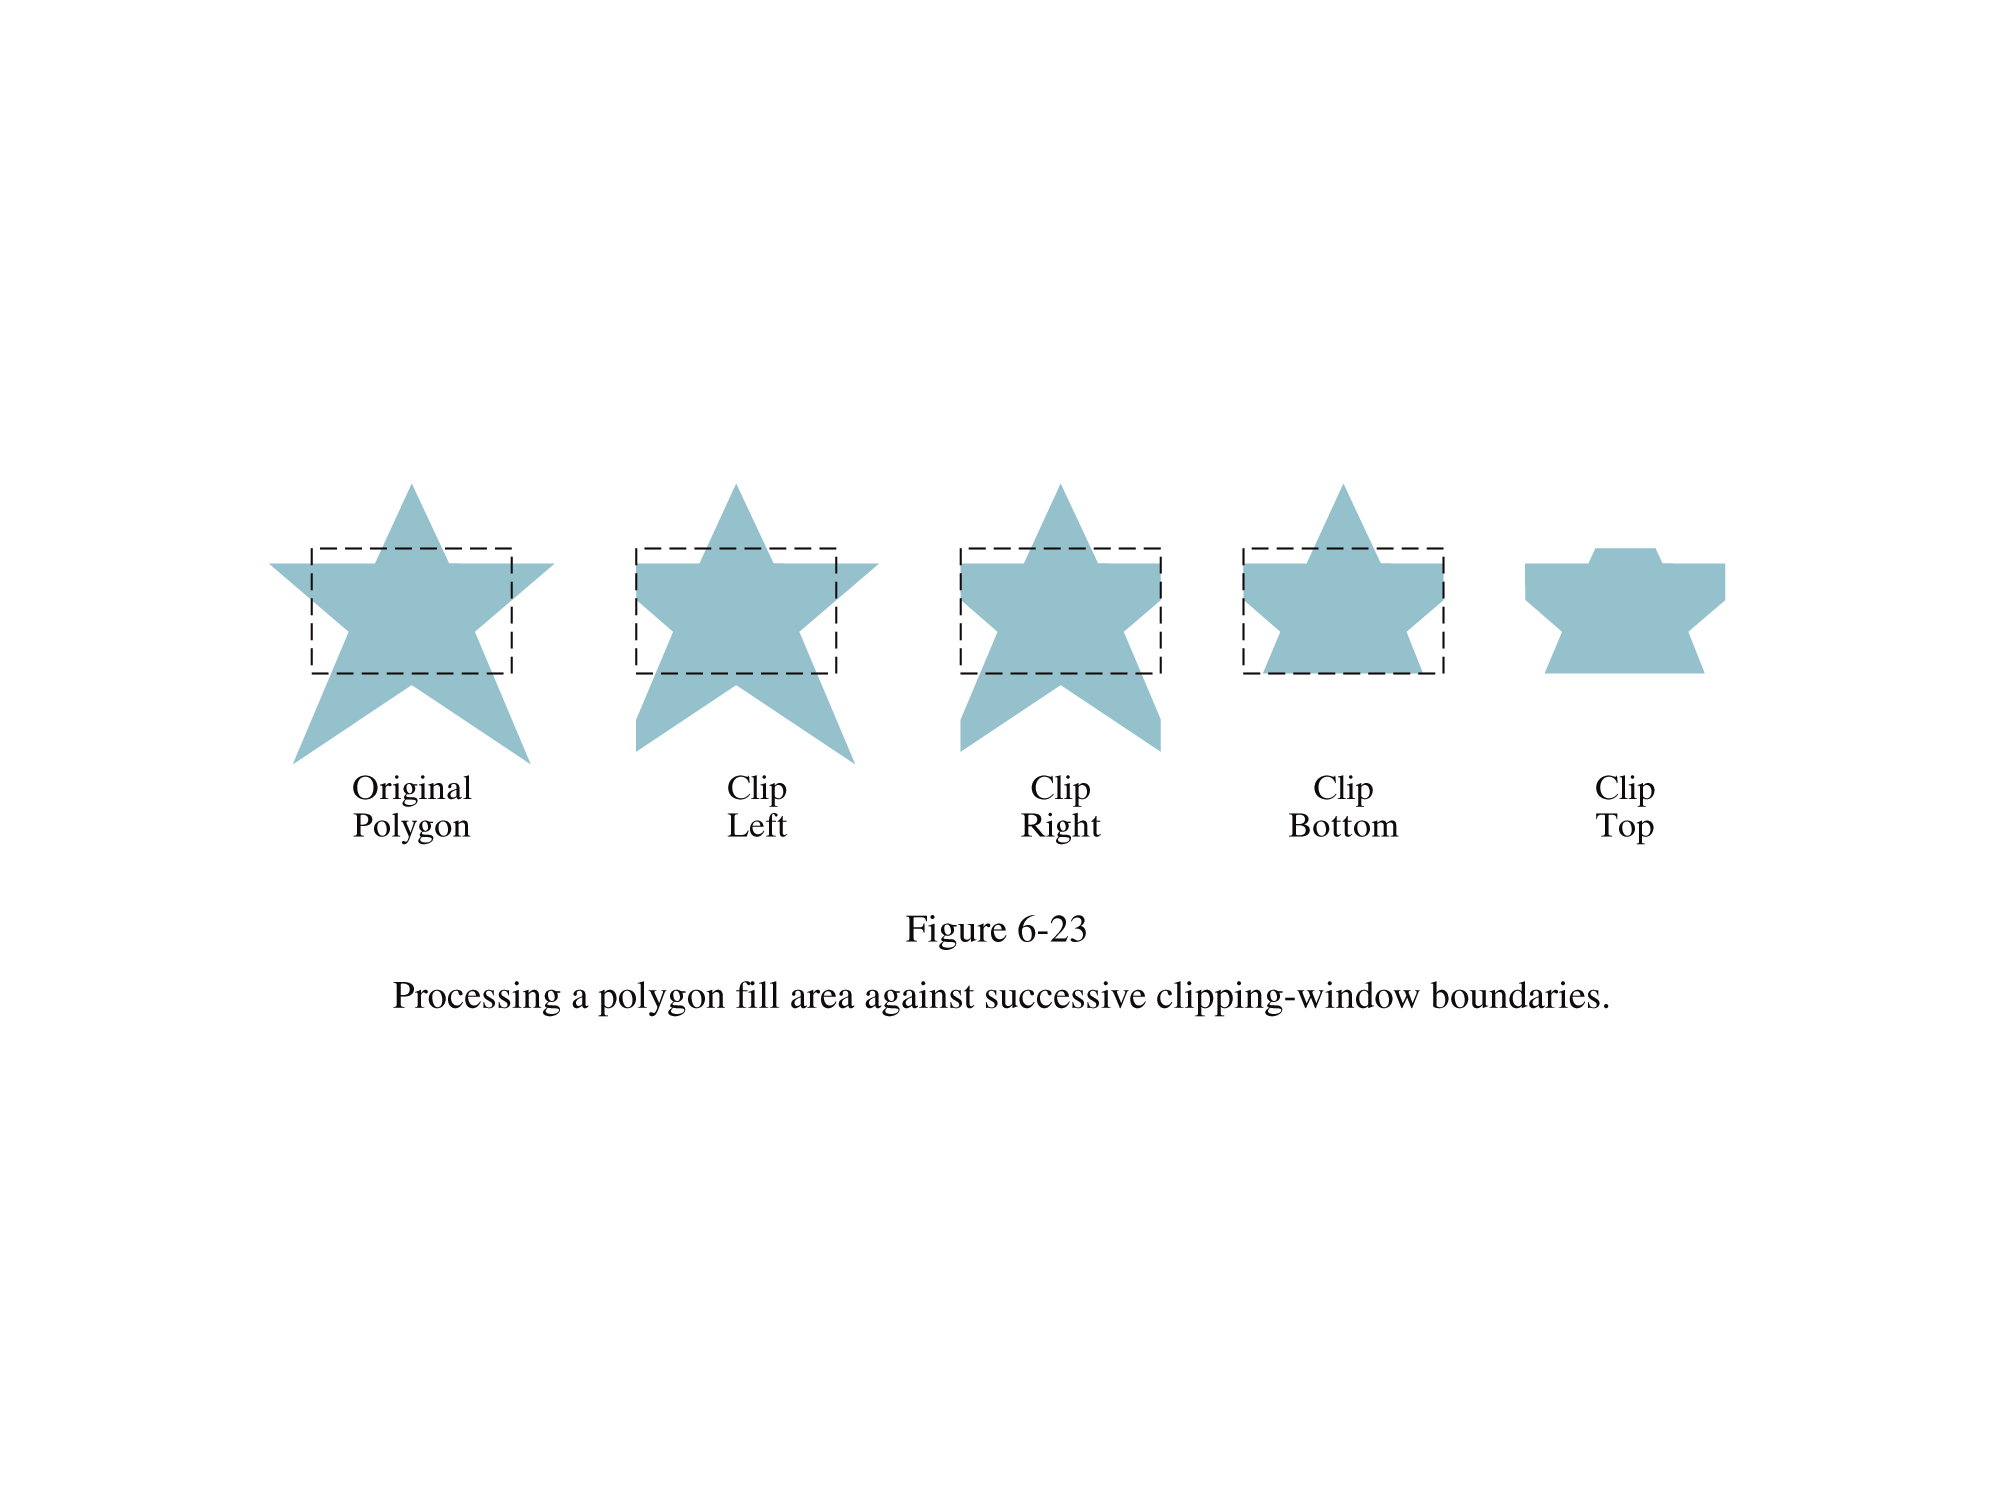 Original
Polygon
Clip
Left
Clip
Right
Clip
Bottom
Clip
Top
Figure 6-23
Processing a polygon fill area against successive clipping-window boundaries.